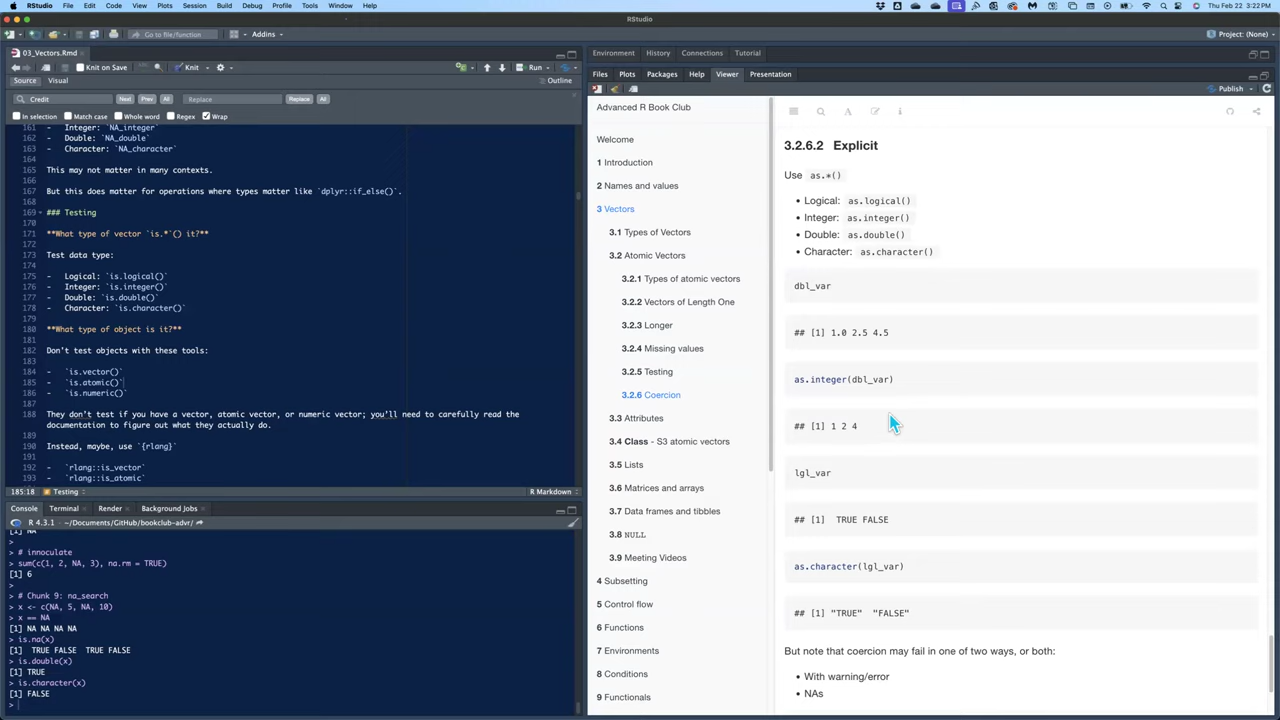 RStudio File Edit Code View Plots Session Build Debug Profile Tools Window Help
Thu Feb 22 3:22 PM
RStudio
Go to file/function
Addins
Project: (None)
03_Vectors.Rmd
Knit on Save
Knit
Run
Source Visual
Outline
Credit
Next Prev All
Replace
Replace All
In selection Match case Whole word Regex Wrap
161 - Integer: `NA_integer`
162 - Double: `NA_double`
163 - Character: `NA_character`
164
165 This may not matter in many contexts.
166
167 But this does matter for operations where types matter like `dplyr::if_else()`.
168
169 ### Testing
170
171 **What type of vector `is.*`() it?**
172
173 Test data type:
174
175 - Logical: `is.logical()`
176 - Integer: `is.integer()`
177 - Double: `is.double()`
178 - Character: `is.character()`
179
180 **What type of object is it?**
181
182 Don't test objects with these tools:
183
184 - `is.vector()`
185 - `is.atomic()`
186 - `is.numeric()`
187
188 They don't test if you have a vector, atomic vector, or numeric vector; you'll need to carefully read the
documentation to figure out what they actually do.
189
190 Instead, maybe, use `{rlang}`
191
192 - `rlang::is_vector`
193 - `rlang::is_atomic`
185:18 Testing
R Markdown
Console Terminal Render Background Jobs
R 4.3.1 · ~/Documents/GitHub/bookclub-advr/
[1] NA
>
> # innoculate
> sum(c(1, 2, NA, 3), na.rm = TRUE)
[1] 6
>
> # Chunk 9: na_search
> x <- c(NA, 5, NA, 10)
> x == NA
[1] NA NA NA NA
> is.na(x)
[1] TRUE FALSE TRUE FALSE
> is.double(x)
[1] TRUE
> is.character(x)
[1] FALSE
>
Environment History Connections Tutorial
Files Plots Packages Help Viewer Presentation
Publish
Advanced R Book Club
Welcome
1 Introduction
2 Names and values
3 Vectors
3.1 Types of Vectors
3.2 Atomic Vectors
3.2.1 Types of atomic vectors
3.2.2 Vectors of Length One
3.2.3 Longer
3.2.4 Missing values
3.2.5 Testing
3.2.6 Coercion
3.3 Attributes
3.4 Class - S3 atomic vectors
3.5 Lists
3.6 Matrices and arrays
3.7 Data frames and tibbles
3.8 NULL
3.9 Meeting Videos
4 Subsetting
5 Control flow
6 Functions
7 Environments
8 Conditions
9 Functionals
3.2.6.2 Explicit
Use as.*()
• Logical: as.logical()
• Integer: as.integer()
• Double: as.double()
• Character: as.character()
dbl_var
## [1] 1.0 2.5 4.5
as.integer(dbl_var)
## [1] 1 2 4
lgl_var
## [1] TRUE FALSE
as.character(lgl_var)
## [1] "TRUE" "FALSE"
But note that coercion may fail in one of two ways, or both:
• With warning/error
• NAs